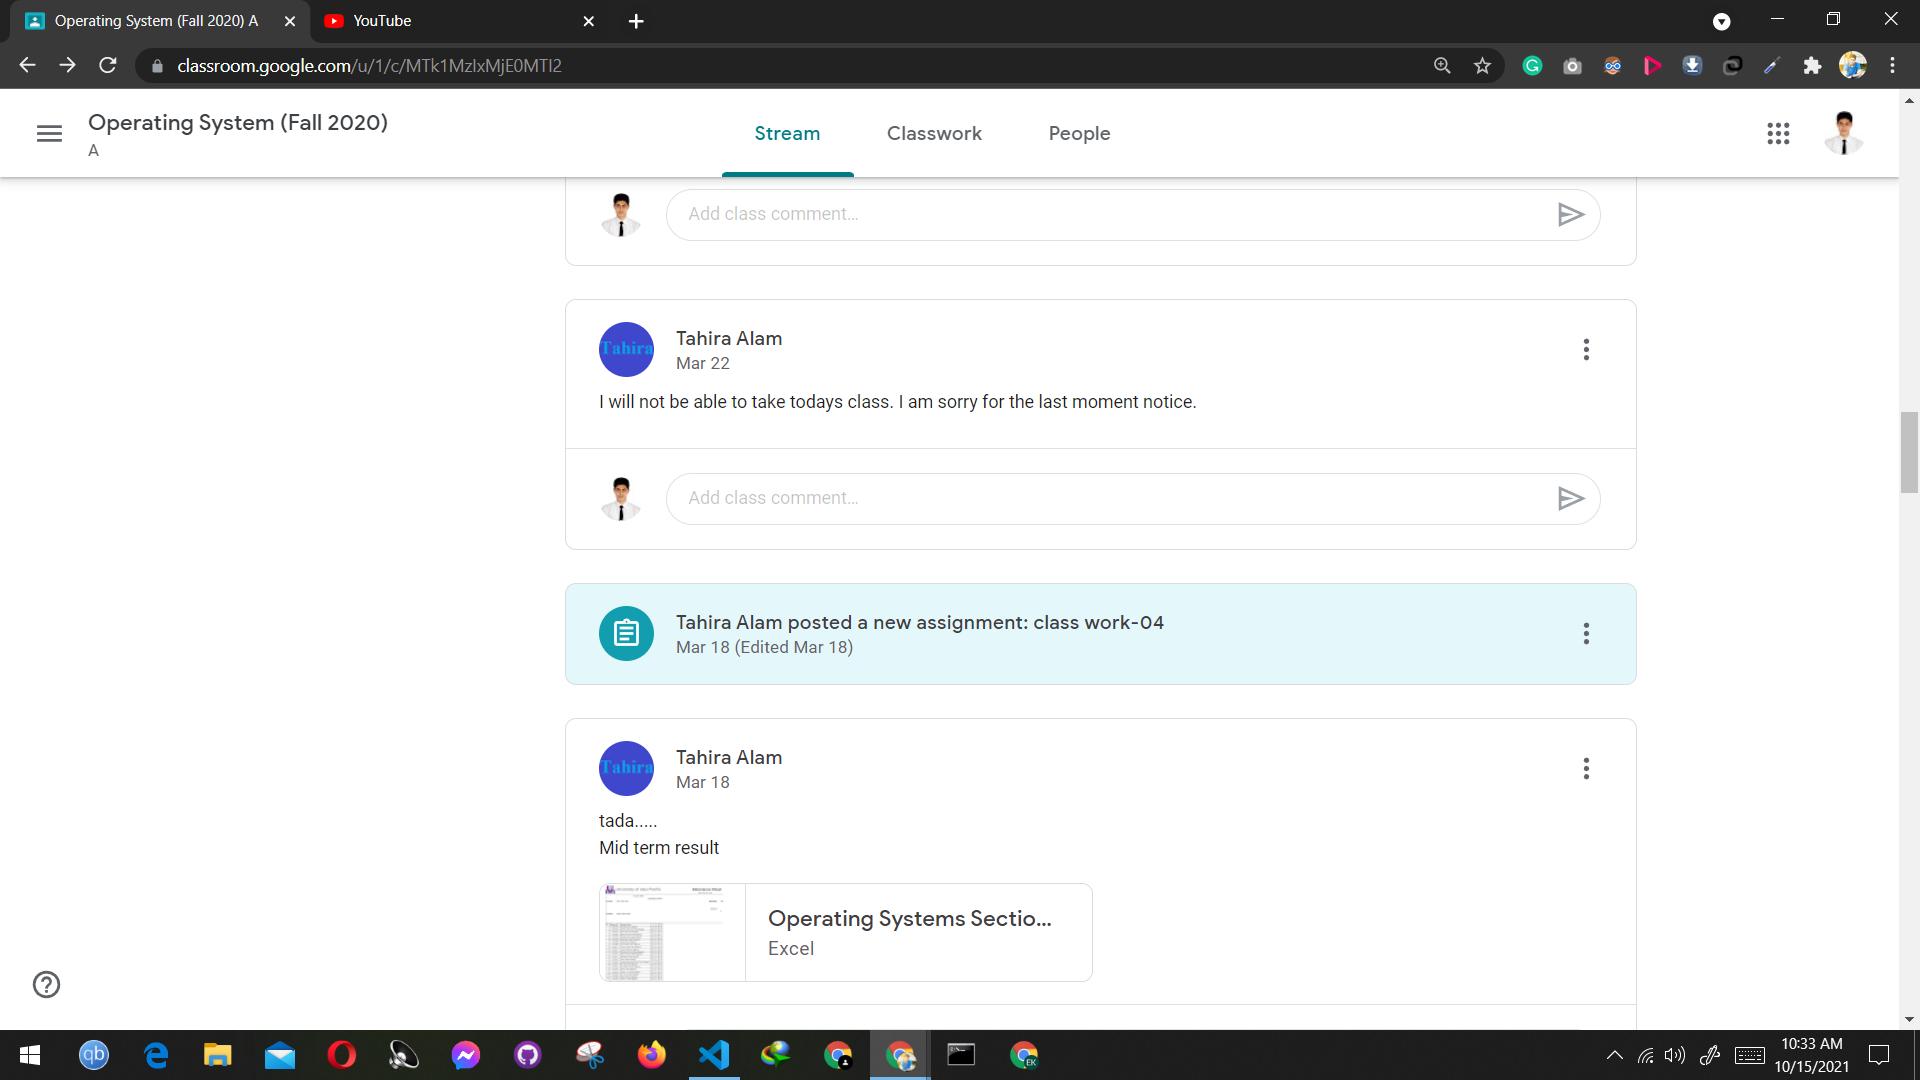 Operating System (Fall 2020) A
YouTube
classroom.google.com/u/1/c/MTk1MzIxMjE0MTI2
Operating System (Fall 2020)
A
Stream
Classwork
People
Add class comment...
Tahira
Tahira Alam
Mar 22
I will not be able to take todays class. I am sorry for the last moment notice.
Add class comment...
Tahira Alam posted a new assignment: class work-04
Mar 18 (Edited Mar 18)
Tahira
Tahira Alam
Mar 18
tada.....
Mid term result
Operating Systems Sectio...
Excel
qb
EK
10:33 AM
10/15/2021